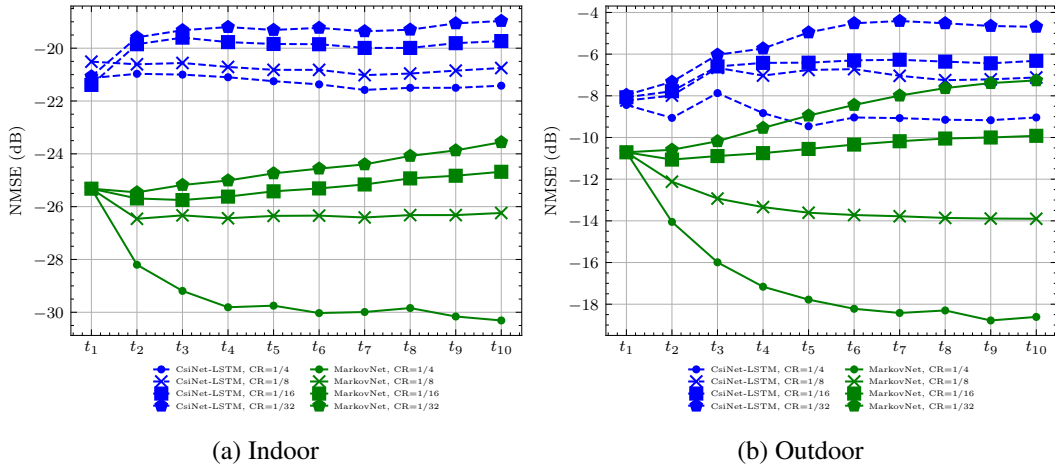 −20
−22
−24
−26
−28
−30
NMSE (dB)
t1 t2 t3 t4 t5 t6 t7 t8 t9 t10
CsiNet-LSTM, CR=1/4 MarkovNet, CR=1/4
CsiNet-LSTM, CR=1/8 MarkovNet, CR=1/8
CsiNet-LSTM, CR=1/16 MarkovNet, CR=1/16
CsiNet-LSTM, CR=1/32 MarkovNet, CR=1/32
(a) Indoor
−4
−6
−8
−10
−12
−14
−16
−18
NMSE (dB)
t1 t2 t3 t4 t5 t6 t7 t8 t9 t10
CsiNet-LSTM, CR=1/4 MarkovNet, CR=1/4
CsiNet-LSTM, CR=1/8 MarkovNet, CR=1/8
CsiNet-LSTM, CR=1/16 MarkovNet, CR=1/16
CsiNet-LSTM, CR=1/32 MarkovNet, CR=1/32
(b) Outdoor